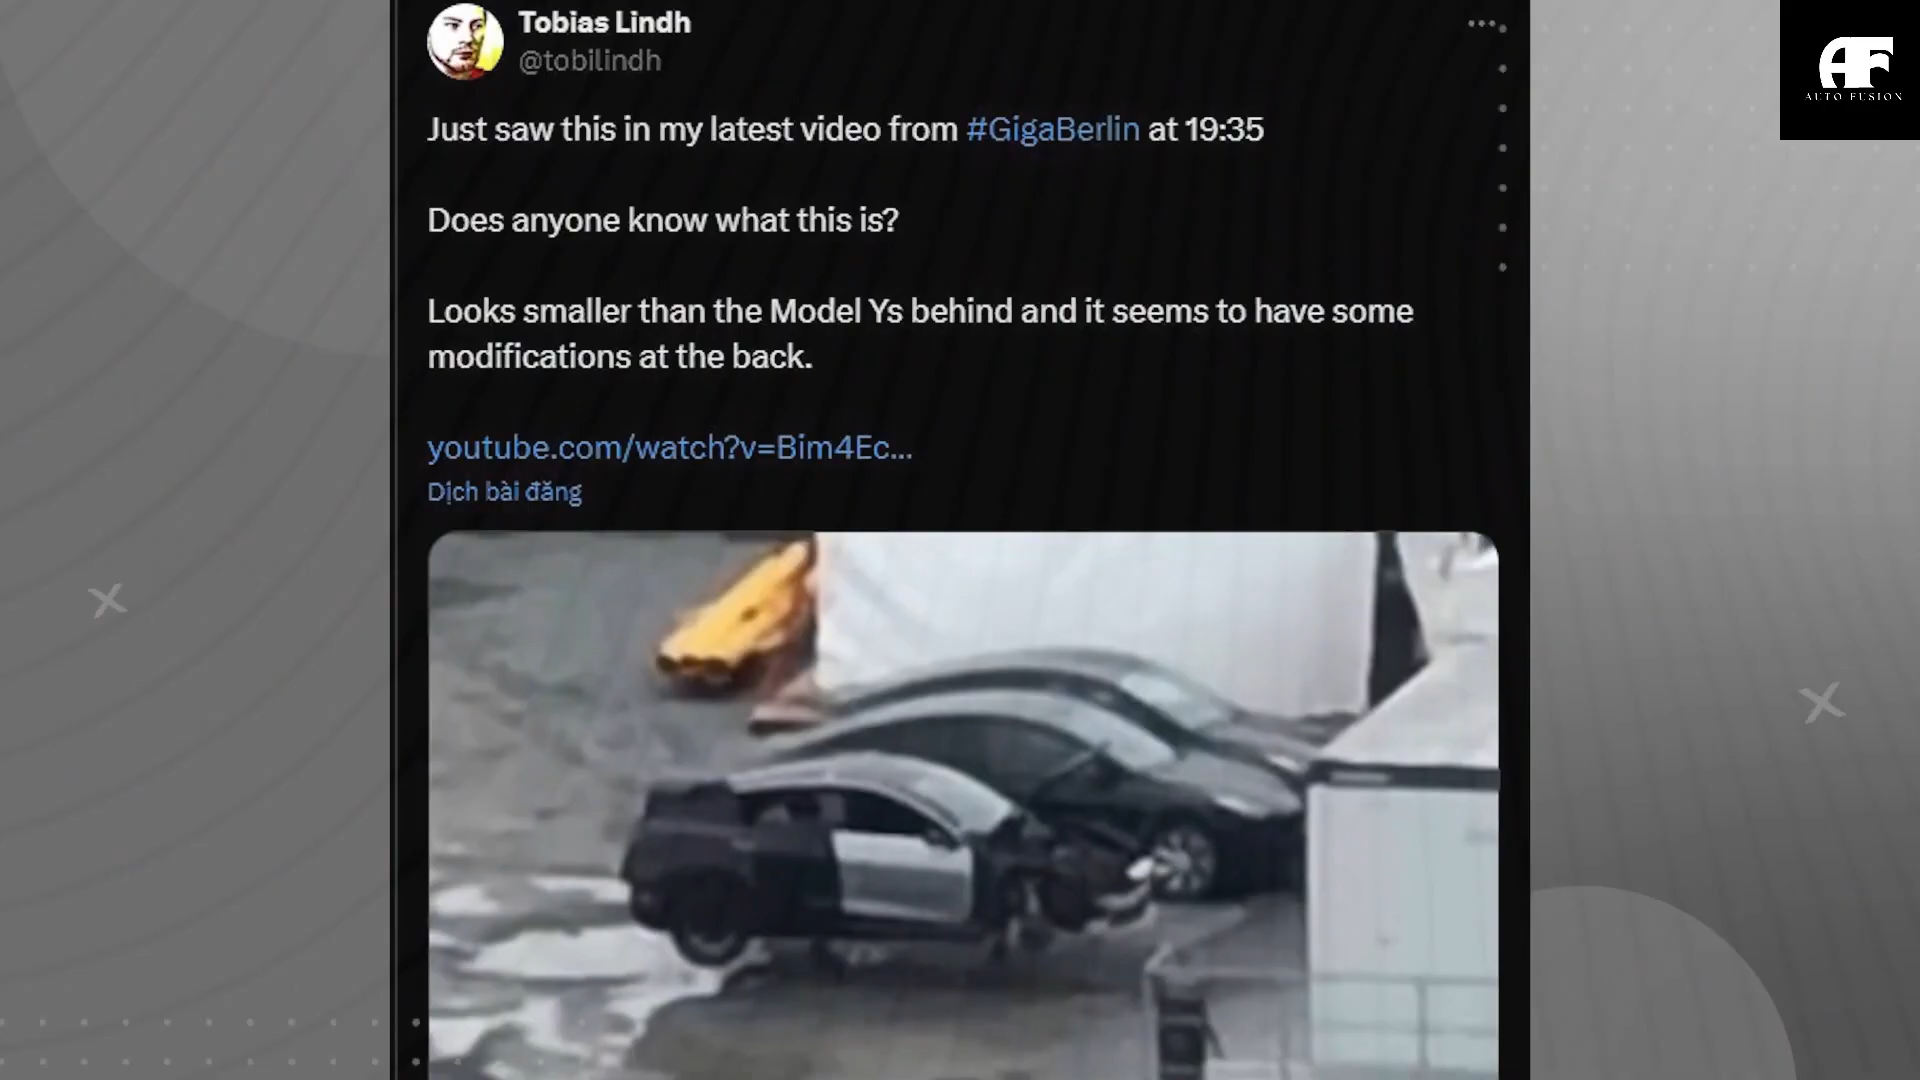 Tobias Lindh
@tobilindh
AF
AUTO FUSION
Just saw this in my latest video from #GigaBerlin at 19:35
Does anyone know what this is?
Looks smaller than the Model Ys behind and it seems to have some
modifications at the back.
youtube.com/watch?v=Bim4Ec...
Dịch bài đăng